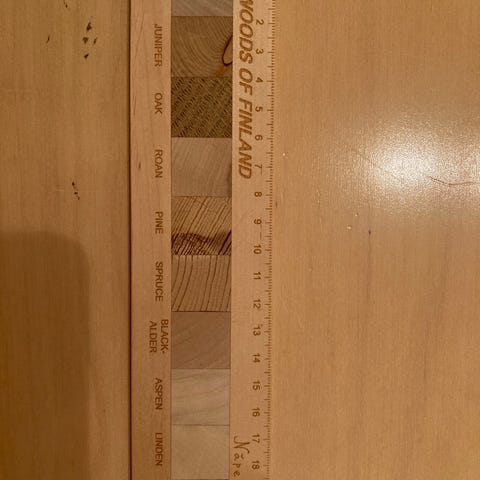 JUNIPER
OAK
ROAN
PINE
SPRUCE
BLACK-
ALDER
ASPEN
LINDEN
WOODS OF FINLAND
2 3 4 5 6 7 8 9 10 11 12 13 14 15 16 17 18
Näpe